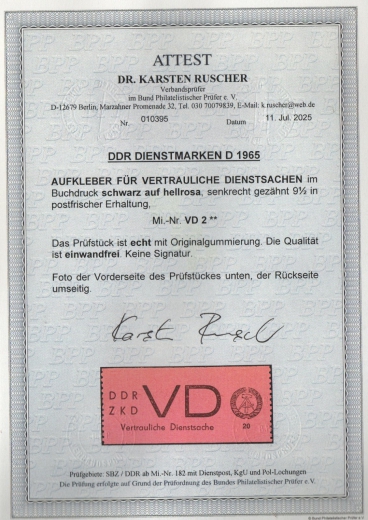 ATTEST
DR. KARSTEN RUSCHER
Verbandsprüfer
im Bund Philatelistischer Prüfer e. V.
D-12679 Berlin, Marzahner Promenade 32, Tel. 030 70079839, E-Mail: k.ruscher@web.de
Nr. 010395 Datum 11. Jul. 2025
DDR DIENSTMARKEN D 1965
AUFKLEBER FÜR VERTRAULICHE DIENSTSACHEN im
Buchdruck schwarz auf hellrosa, senkrecht gezähnt 9½ in
postfrischer Erhaltung,
Mi.-Nr. VD 2 **
Das Prüfstück ist echt mit Originalgummierung. Die Qualität
ist einwandfrei. Keine Signatur.
Foto der Vorderseite des Prüfstückes unten, der Rückseite
umseitig.
Karsten Ruscher
DDR
ZKD
VD
Vertrauliche Dienstsache
20
Prüfgebiete: SBZ / DDR ab Mi.-Nr. 182 mit Dienstpost, KgU und Pol-Lochungen
Die Prüfung erfolgte auf Grund der Prüfordnung des Bundes Philatelistischer Prüfer e. V.